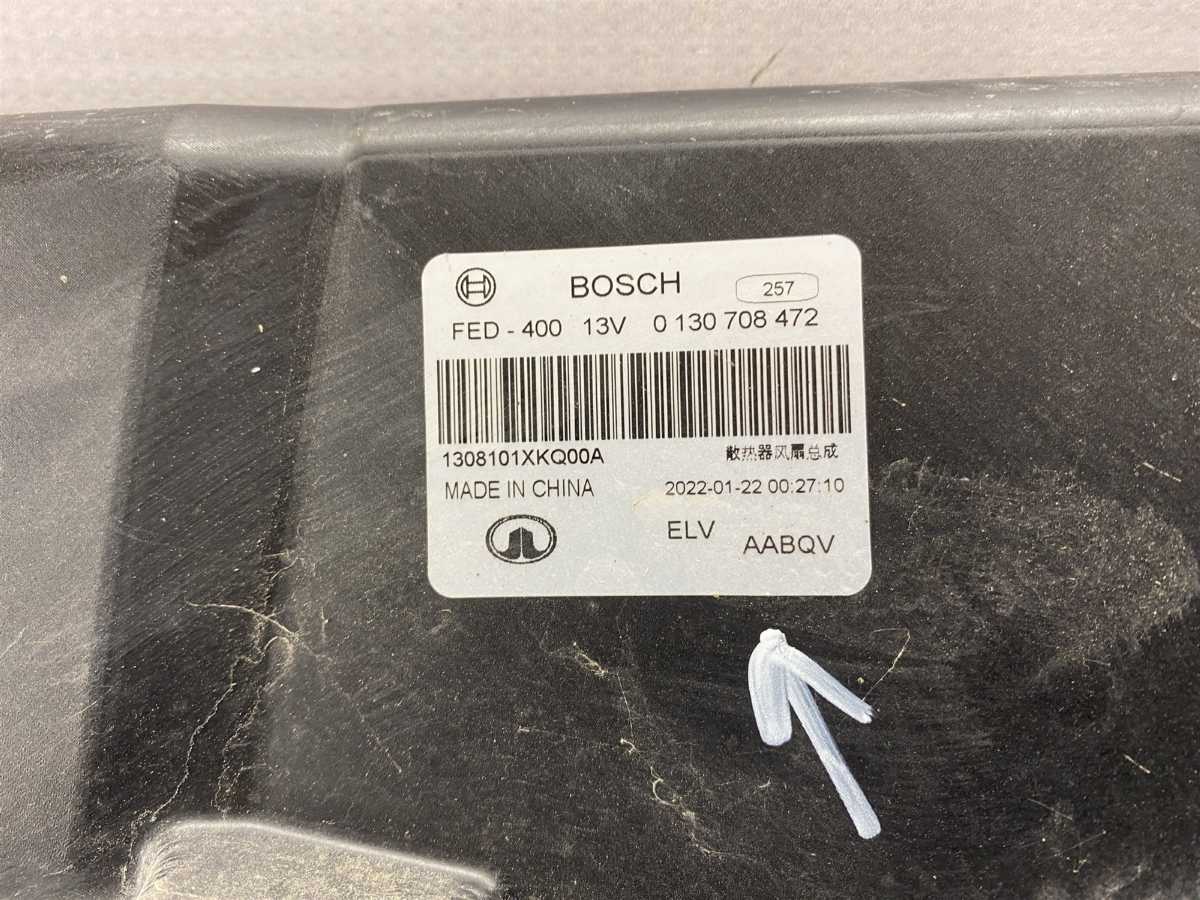 BOSCH 257
FED - 400 13V 0 130 708 472
1308101XKQ00A 散热器风扇总成
MADE IN CHINA 2022-01-22 00:27:10
ELV AABQV